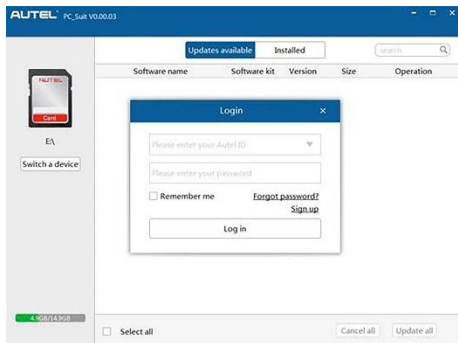 AUTEL PC_Suit V0.00.03
Updates available Installed
search
Software name Software kit Version Size Operation
AUTEL
Card
E:\
Switch a device
Login
Please enter your Autel ID
Please enter your password
Remember me Forgot password?
Sign up
Log in
4.9GB/14.9GB
Select all Cancel all Update all